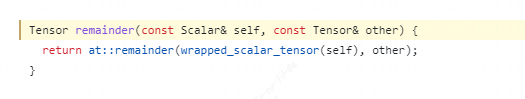 Tensor remainder(const Scalar& self, const Tensor& other) {
  return at::remainder(wrapped_scalar_tensor(self), other);
}